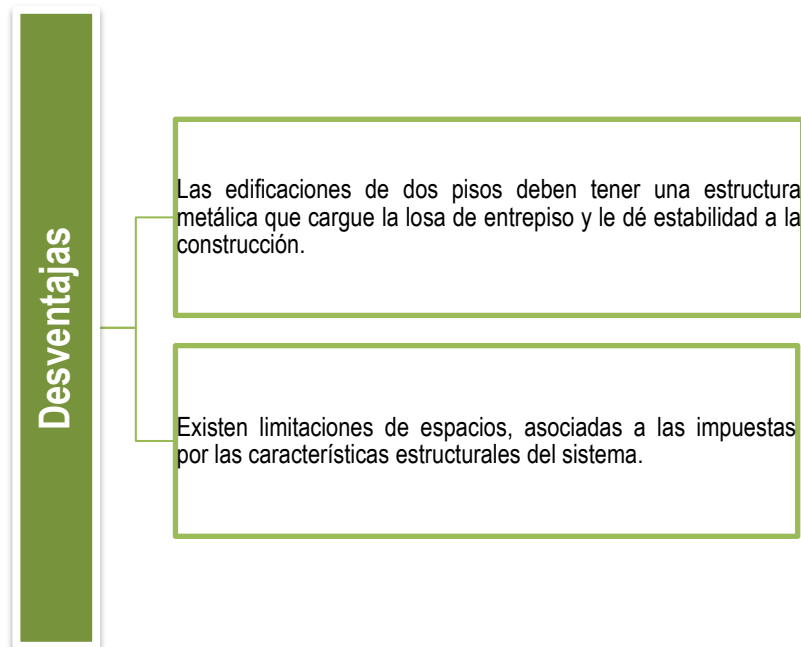 Desventajas
Las edificaciones de dos pisos deben tener una estructura
metálica que cargue la losa de entrepiso y le dé estabilidad a la
construcción.
Existen limitaciones de espacios, asociadas a las impuestas
por las características estructurales del sistema.